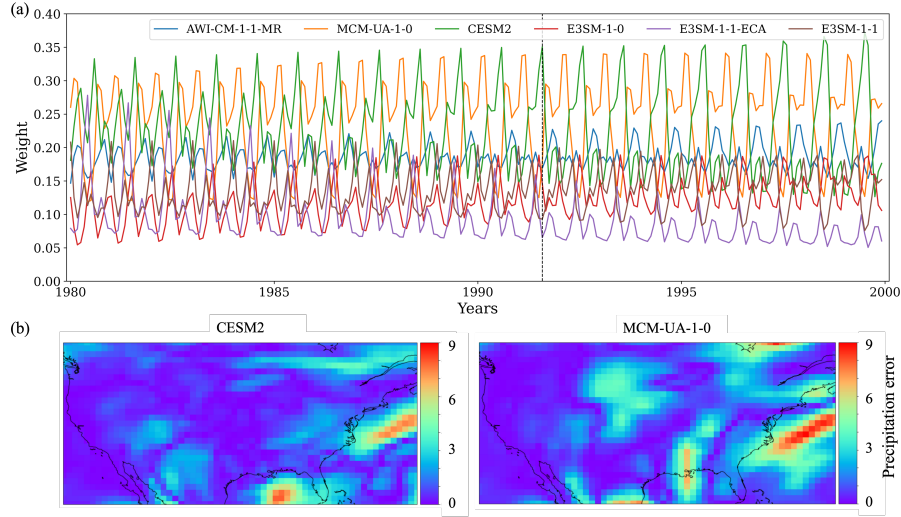 (a)
AWI-CM-1-1-MR MCM-UA-1-0 CESM2 E3SM-1-0 E3SM-1-1-ECA E3SM-1-1
0.40
0.35
0.30
0.25
0.20
0.15
0.10
0.05
0.00
Weight
1980 1985 1990 1995 2000
Years
(b)
CESM2 MCM-UA-1-0
9 9
6 6
3 3
0 0
Precipitation error